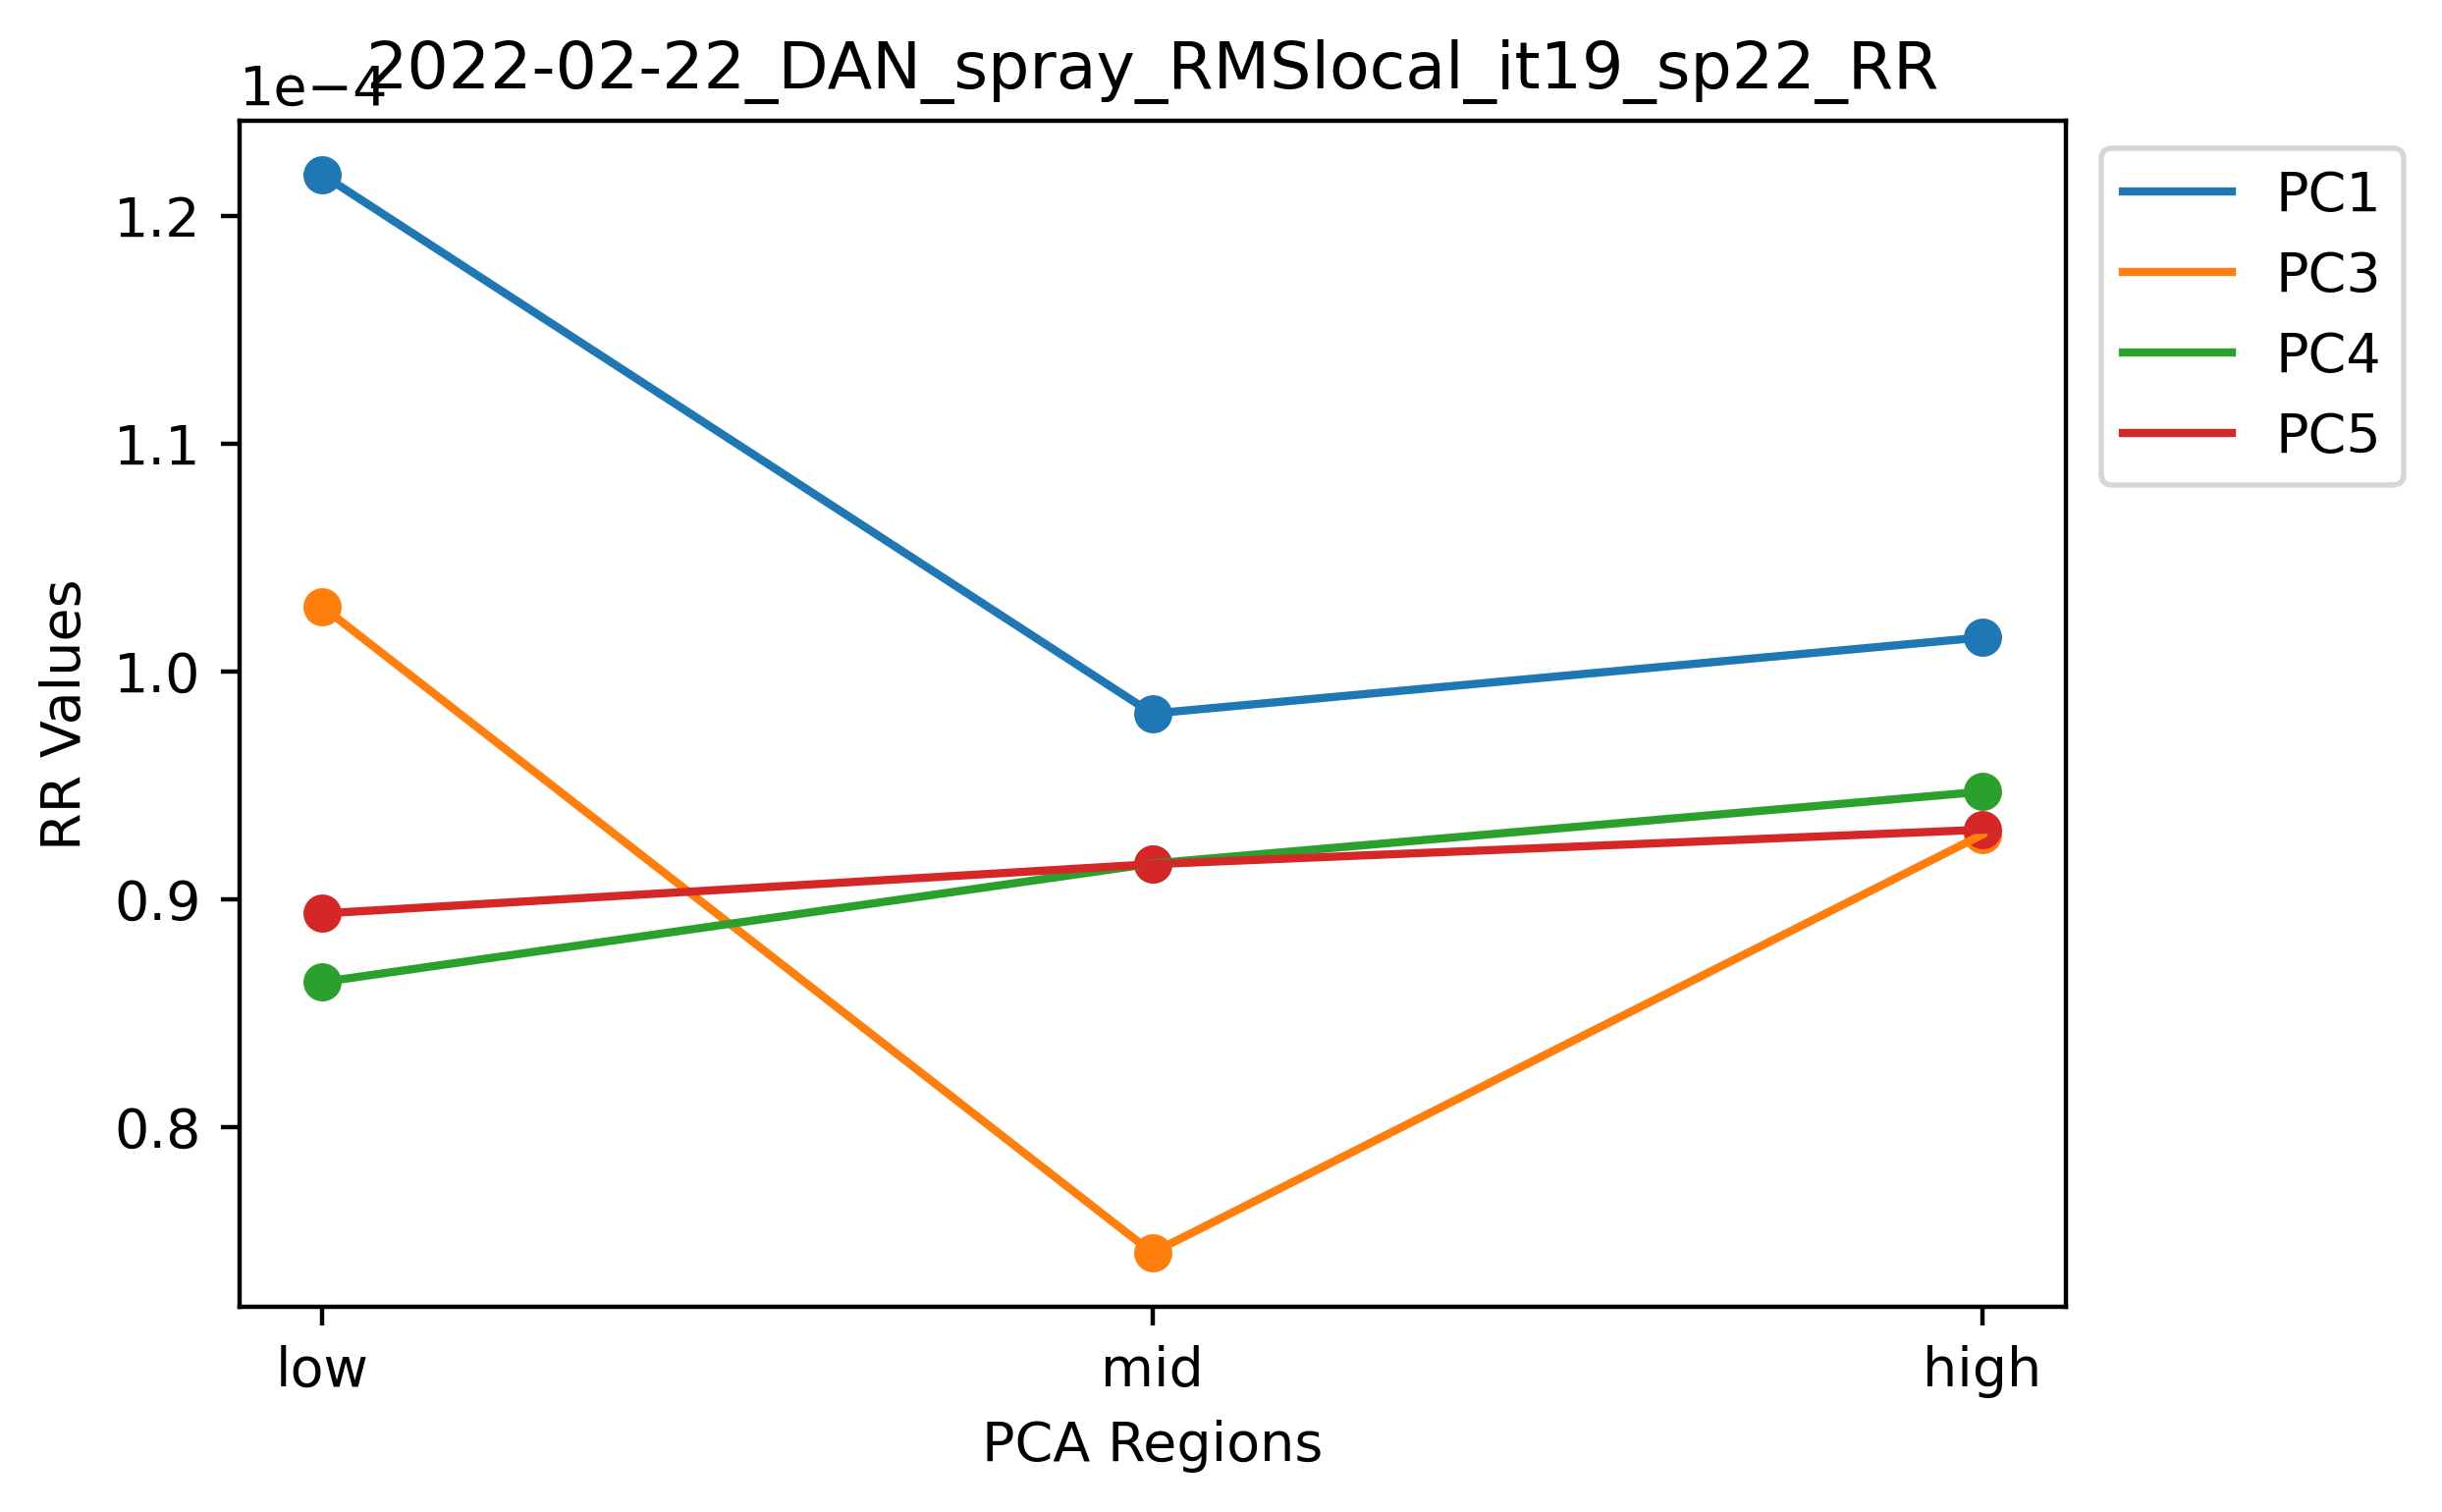 1e−4
2022-02-22_DAN_spray_RMSlocal_it19_sp22_RR
PC1
PC3
PC4
PC5
1.2
1.1
1.0
0.9
0.8
RR Values
low mid high
PCA Regions